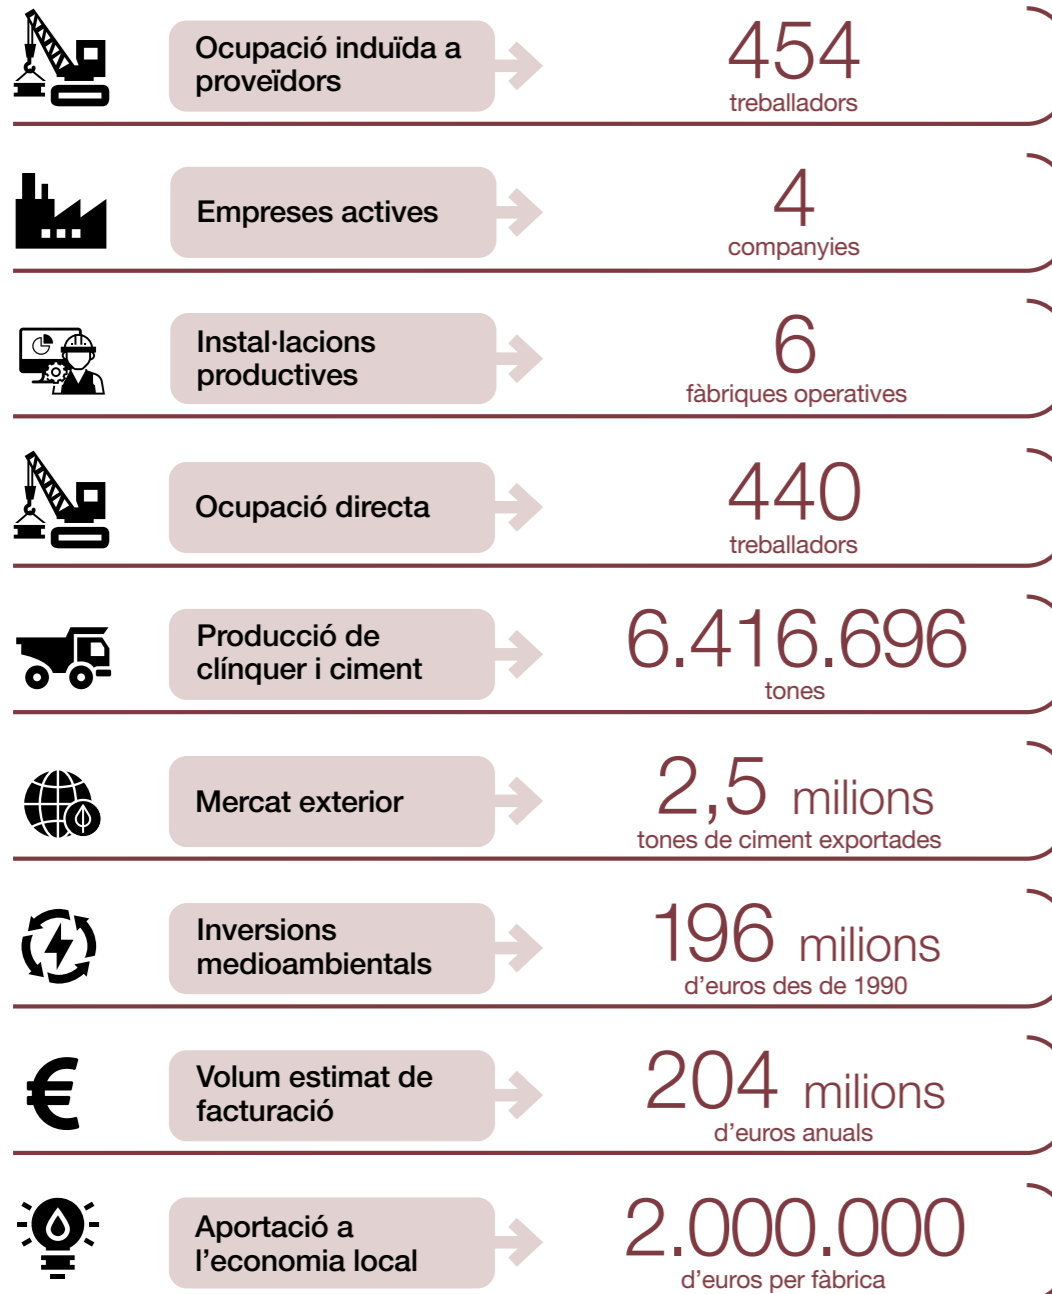 Ocupació induïda a
proveïdors
454
treballadors
Empreses actives
4
companyies
Instal·lacions
productives
6
fàbriques operatives
Ocupació directa
440
treballadors
Producció de
clínquer i ciment
6.416.696
tones
Mercat exterior
2,5 milions
tones de ciment exportades
Inversions
medioambientals
196 milions
d'euros des de 1990
Volum estimat de
facturació
204 milions
d'euros anuals
Aportació a
l'economia local
2.000.000
d'euros per fàbrica